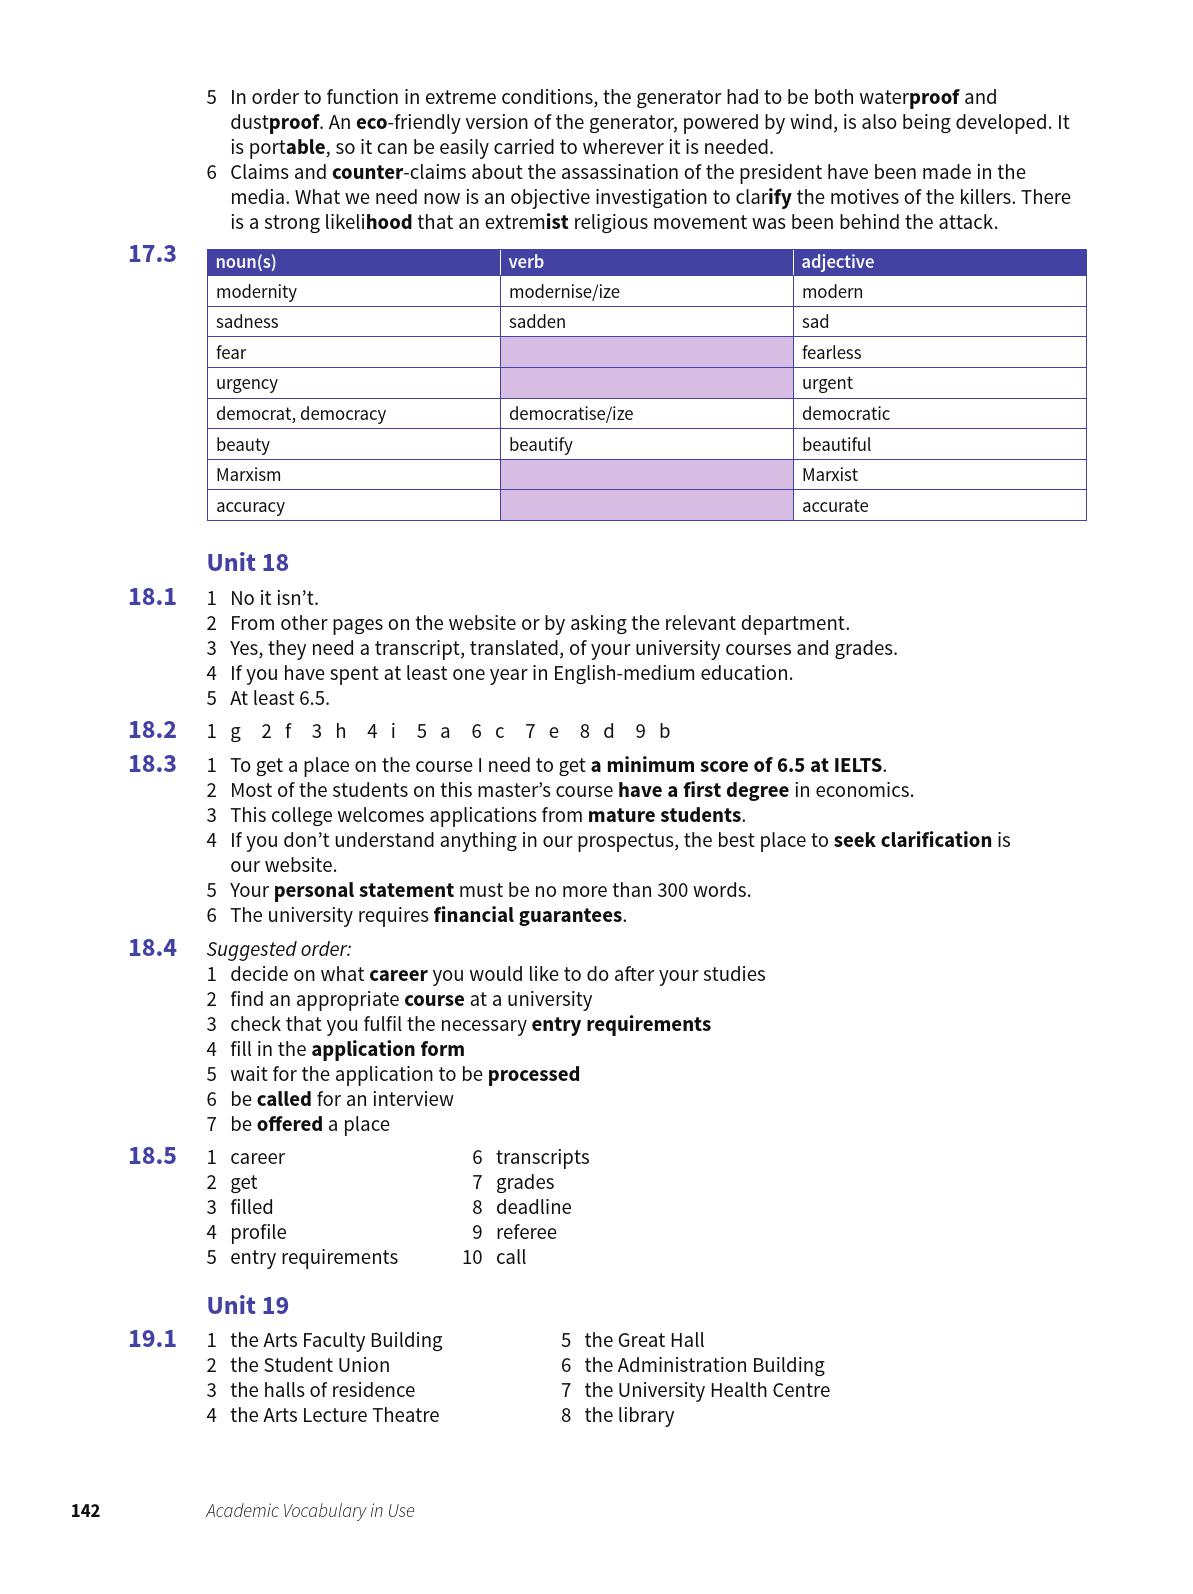 5 In order to function in extreme conditions, the generator had to be both waterproof and
dustproof. An eco-friendly version of the generator, powered by wind, is also being developed. It
is portable, so it can be easily carried to wherever it is needed.
6 Claims and counter-claims about the assassination of the president have been made in the
media. What we need now is an objective investigation to clarify the motives of the killers. There
is a strong likelihood that an extremist religious movement was been behind the attack.
17.3 noun(s) verb adjective
modernity modernise/ize modern
sadness sadden sad
fear fearless
urgency urgent
democrat, democracy democratise/ize democratic
beauty beautify beautiful
Marxism Marxist
accuracy accurate
Unit 18
18.1 1 No it isn’t.
2 From other pages on the website or by asking the relevant department.
3 Yes, they need a transcript, translated, of your university courses and grades.
4 If you have spent at least one year in English-medium education.
5 At least 6.5.
18.2 1 g 2 f 3 h 4 i 5 a 6 c 7 e 8 d 9 b
18.3 1 To get a place on the course I need to get a minimum score of 6.5 at IELTS.
2 Most of the students on this master’s course have a first degree in economics.
3 This college welcomes applications from mature students.
4 If you don’t understand anything in our prospectus, the best place to seek clarification is
our website.
5 Your personal statement must be no more than 300 words.
6 The university requires financial guarantees.
18.4 Suggested order:
1 decide on what career you would like to do after your studies
2 find an appropriate course at a university
3 check that you fulfil the necessary entry requirements
4 fill in the application form
5 wait for the application to be processed
6 be called for an interview
7 be offered a place
18.5 1 career 6 transcripts
2 get 7 grades
3 filled 8 deadline
4 profile 9 referee
5 entry requirements 10 call
Unit 19
19.1 1 the Arts Faculty Building 5 the Great Hall
2 the Student Union 6 the Administration Building
3 the halls of residence 7 the University Health Centre
4 the Arts Lecture Theatre 8 the library
142 Academic Vocabulary in Use